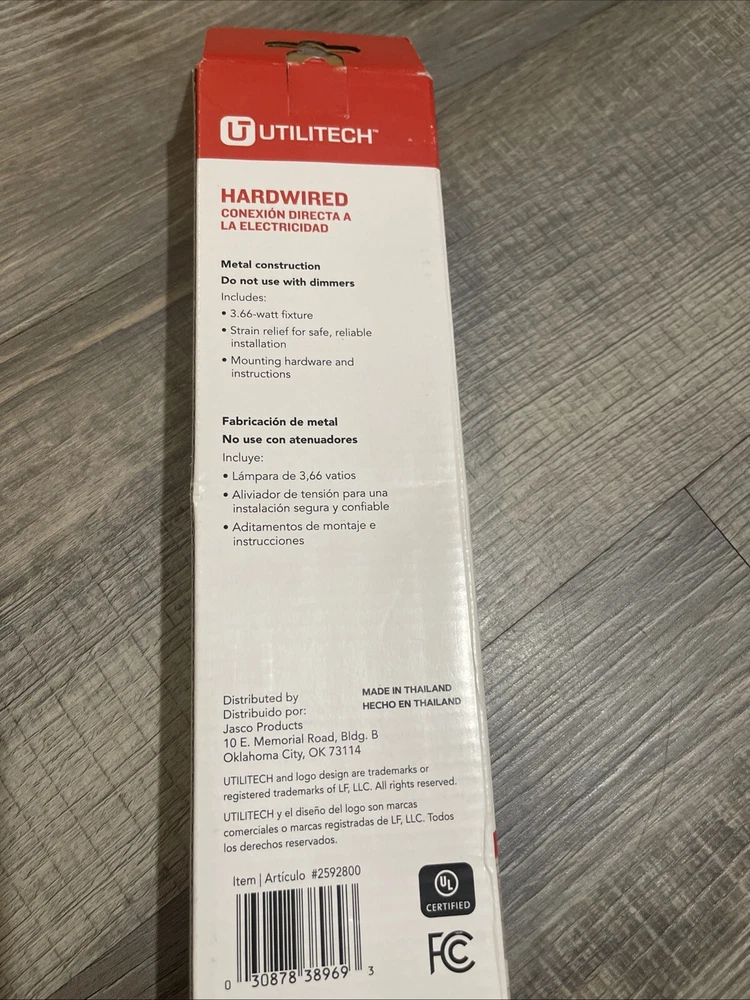 UTILITECH™
HARDWIRED
CONEXIÓN DIRECTA A
LA ELECTRICIDAD
Metal construction
Do not use with dimmers
Includes:
• 3.66-watt fixture
• Strain relief for safe, reliable
installation
• Mounting hardware and
instructions
Fabricación de metal
No use con atenuadores
Incluye:
• Lámpara de 3,66 vatios
• Aliviador de tensión para una
instalación segura y confiable
• Aditamentos de montaje e
instrucciones
Distributed by
Distribuido por:
Jasco Products
10 E. Memorial Road, Bldg. B
Oklahoma City, OK 73114
MADE IN THAILAND
HECHO EN THAILAND
UTILITECH and logo design are trademarks or
registered trademarks of LF, LLC. All rights reserved.
UTILITECH y el diseño del logo son marcas
comerciales o marcas registradas de LF, LLC. Todos
los derechos reservados.
Item | Artículo #2592800
0 30878 38969 3
UL
CERTIFIED
FC